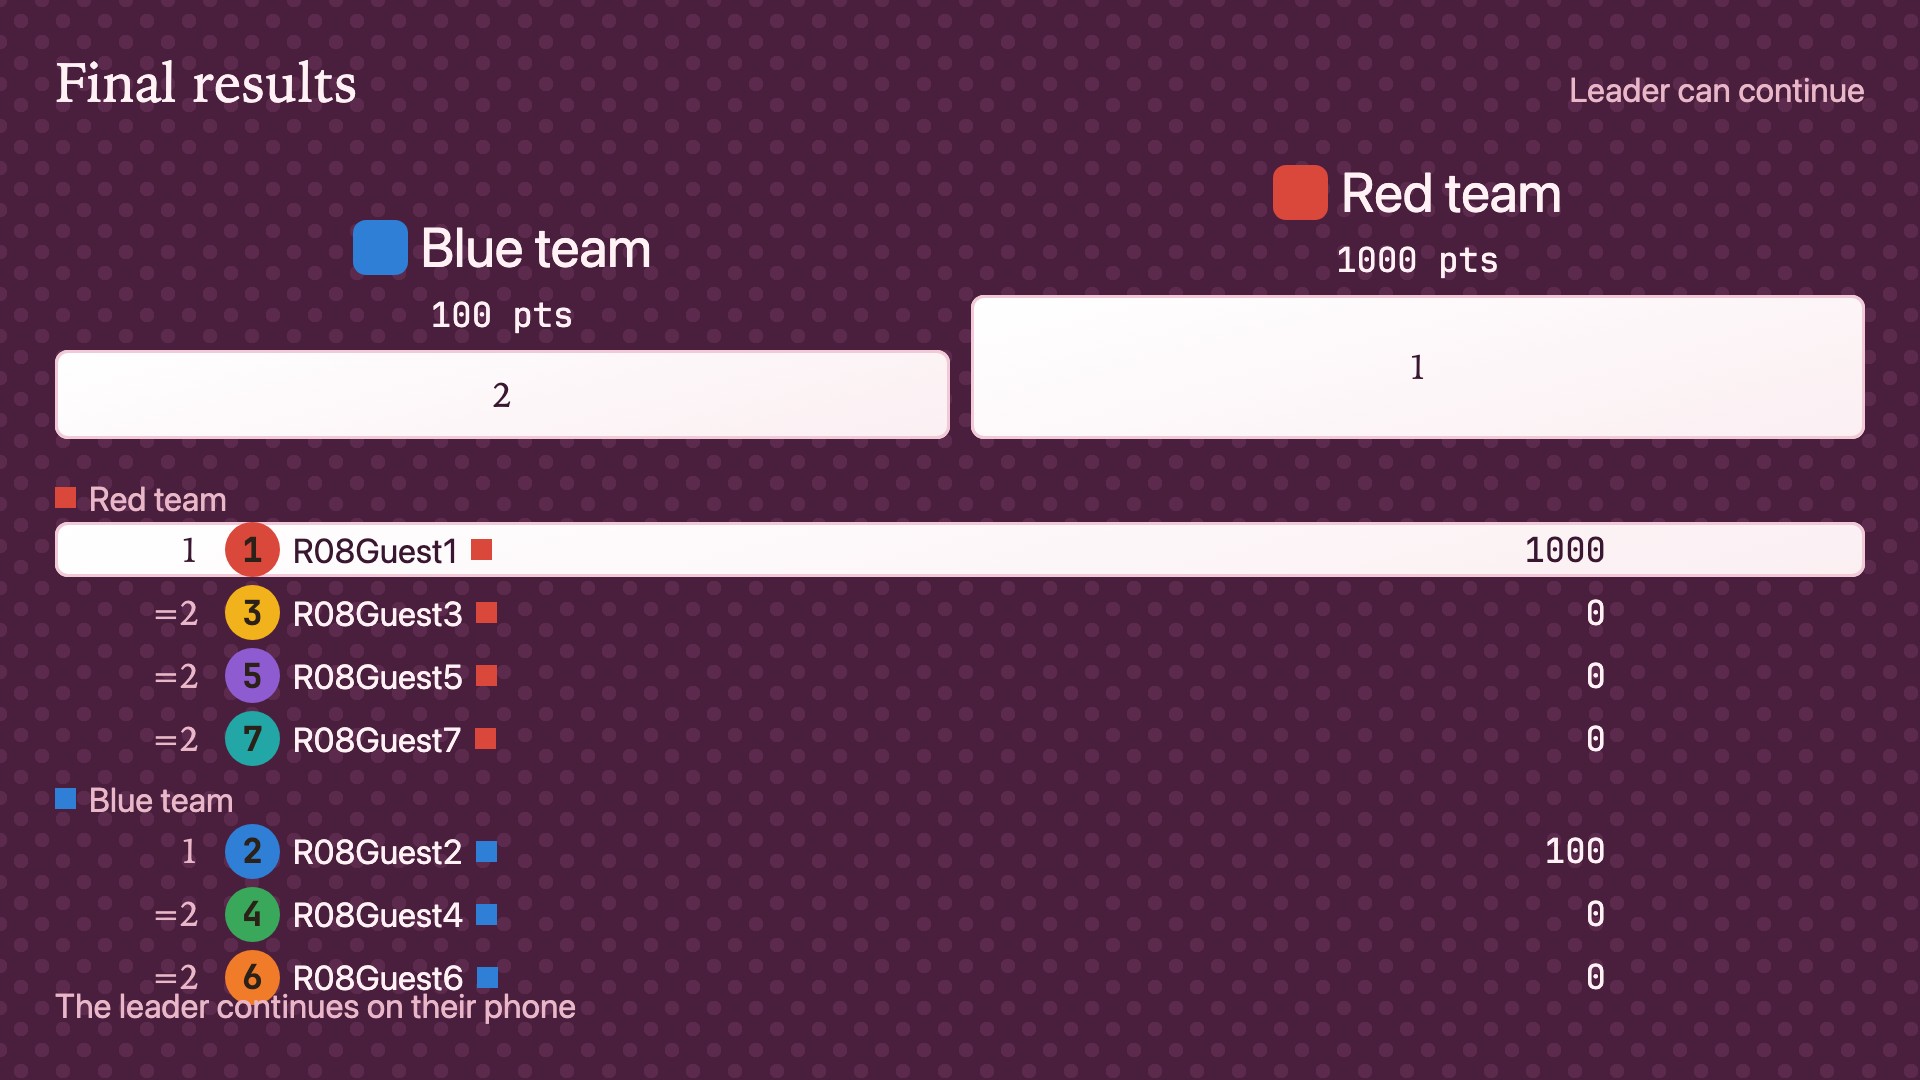 Final results
Leader can continue
Blue team
100 pts
2
Red team
1000 pts
1
Red team
1 1 R08Guest1 1000
=2 3 R08Guest3 0
=2 5 R08Guest5 0
=2 7 R08Guest7 0
Blue team
1 2 R08Guest2 100
=2 4 R08Guest4 0
=2 6 R08Guest6 0
The leader continues on their phone